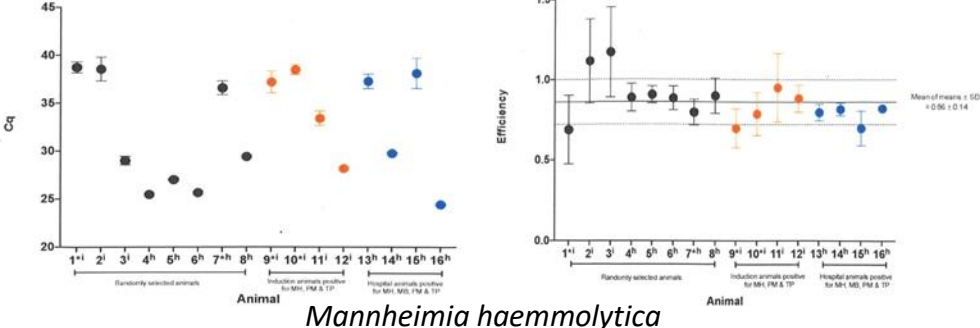 45
40
35
30
25
20
Cq
1*ⁱ 2ⁱ 3ⁱ 4ʰ 5ʰ 6ʰ 7*ʰ 8ʰ 9*ⁱ 10*ⁱ 11ⁱ 12ⁱ 13ʰ 14ʰ 15ʰ 16ʰ
Randomly selected animals
Induction animals positive
for MH, PM & TP
Hospital animals positive
for MH, MB, PM & TP
Animal
1.5
1.0
0.5
0.0
Efficiency
Mean of means ± SD
= 0.86 ± 0.14
1*ⁱ 2ⁱ 3ⁱ 4ʰ 5ʰ 6ʰ 7*ʰ 8ʰ 9*ⁱ 10*ⁱ 11ⁱ 12ⁱ 13ʰ 14ʰ 15ʰ 16ʰ
Randomly selected animals
Induction animals positive
for MH, PM & TP
Hospital animals positive
for MH, MB, PM & TP
Animal
Mannheimia haemmolytica